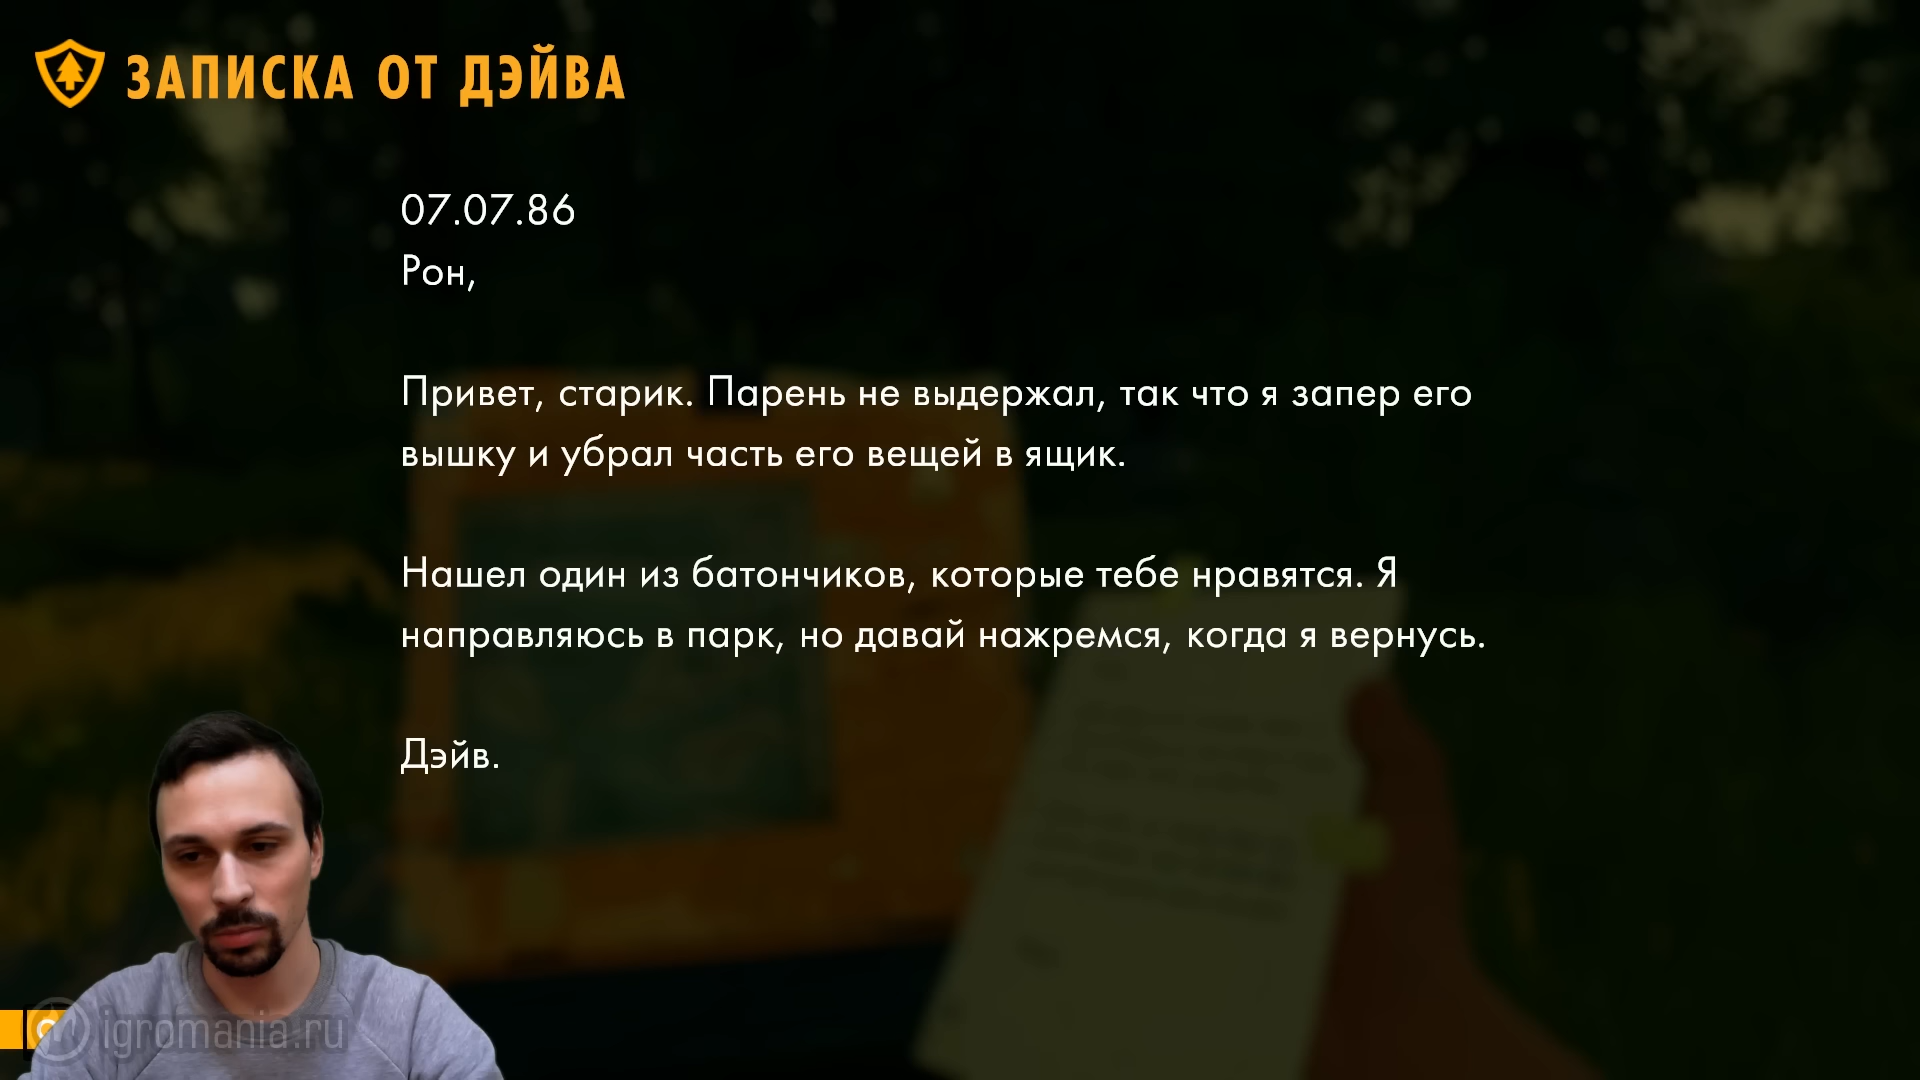 ЗАПИСКА ОТ ДЭЙВА
07.07.86
Рон,
Привет, старик. Парень не выдержал, так что я запер его
вышку и убрал часть его вещей в ящик.
Нашел один из батончиков, которые тебе нравятся. Я
направляюсь в парк, но давай нажремся, когда я вернусь.
Дэйв.
igromania.ru